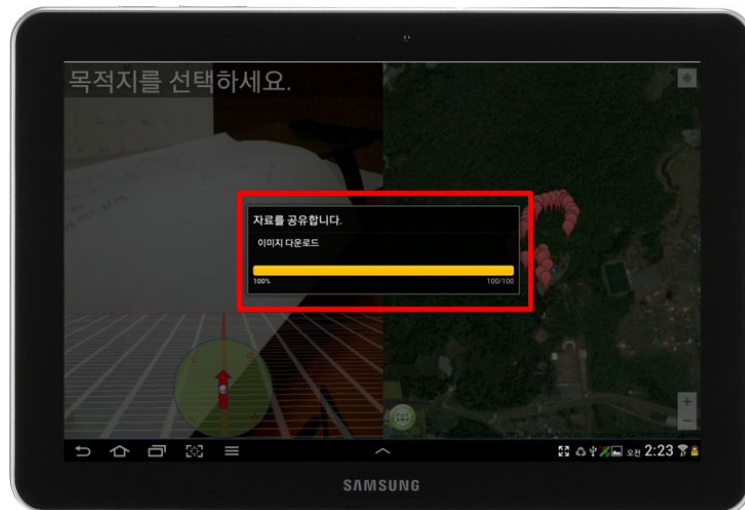 목적지를 선택하세요.
자료를 공유합니다.
이미지 다운로드
100%
100/100
오전 2:23
SAMSUNG